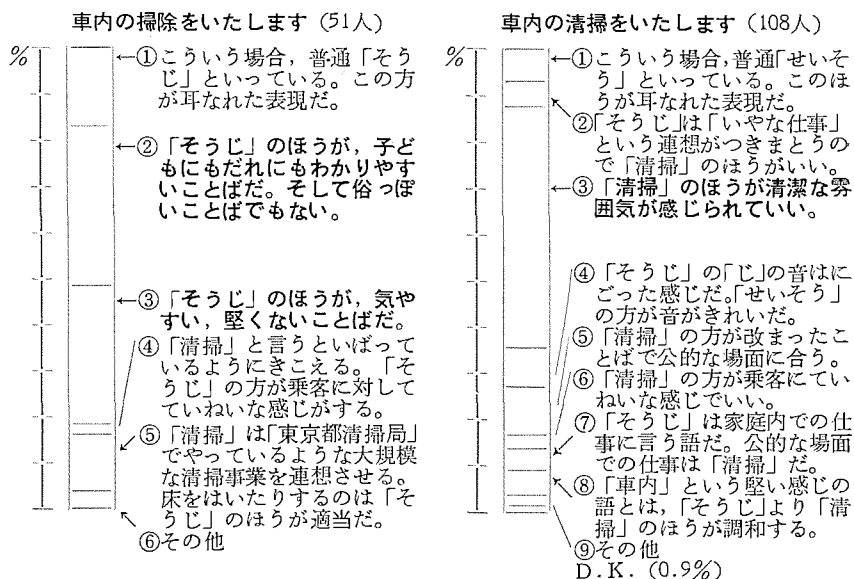 車内の掃除をいたします (51人)
%
①こういう場合，普通「そう
じ」といっている。この方
が耳なれた表現だ。
②「そうじ」のほうが，子ど
もにもだれにもわかりやす
いことばだ。そして俗っぽ
いことばでもない。
③「そうじ」のほうが，気や
すい，堅くないことばだ。
④「清掃」と言うといばって
いるようにきこえる。「そ
うじ」の方が乗客に対して
ていねいな感じがする。
⑤「清掃」は「東京都清掃局」
でやっているような大規模
な清掃事業を連想させる。
床をはいたりするのは「そ
うじ」のほうが適当だ。
⑥その他
車内の清掃をいたします (108人)
%
①こういう場合，普通「せいそ
う」といっている。このほ
うが耳なれた表現だ。
②「そうじ」は「いやな仕事」
という連想がつきまとうの
で「清掃」のほうがいい。
③「清掃」のほうが清潔な雰
囲気が感じられていい。
④「そうじ」の「じ」の音はに
ごった感じだ。「せいそう」
の方が音がきれいだ。
⑤「清掃」の方が改まったこ
とばで公的な場面に合う。
⑥「清掃」の方が乗客にてい
ねいな感じでいい。
⑦「そうじ」は家庭内での仕
事に言う語だ。公的な場面
での仕事は「清掃」だ。
⑧「車内」という堅い感じの
語とは，「そうじ」より「清
掃」のほうが調和する。
⑨その他
D.K. (0.9%)